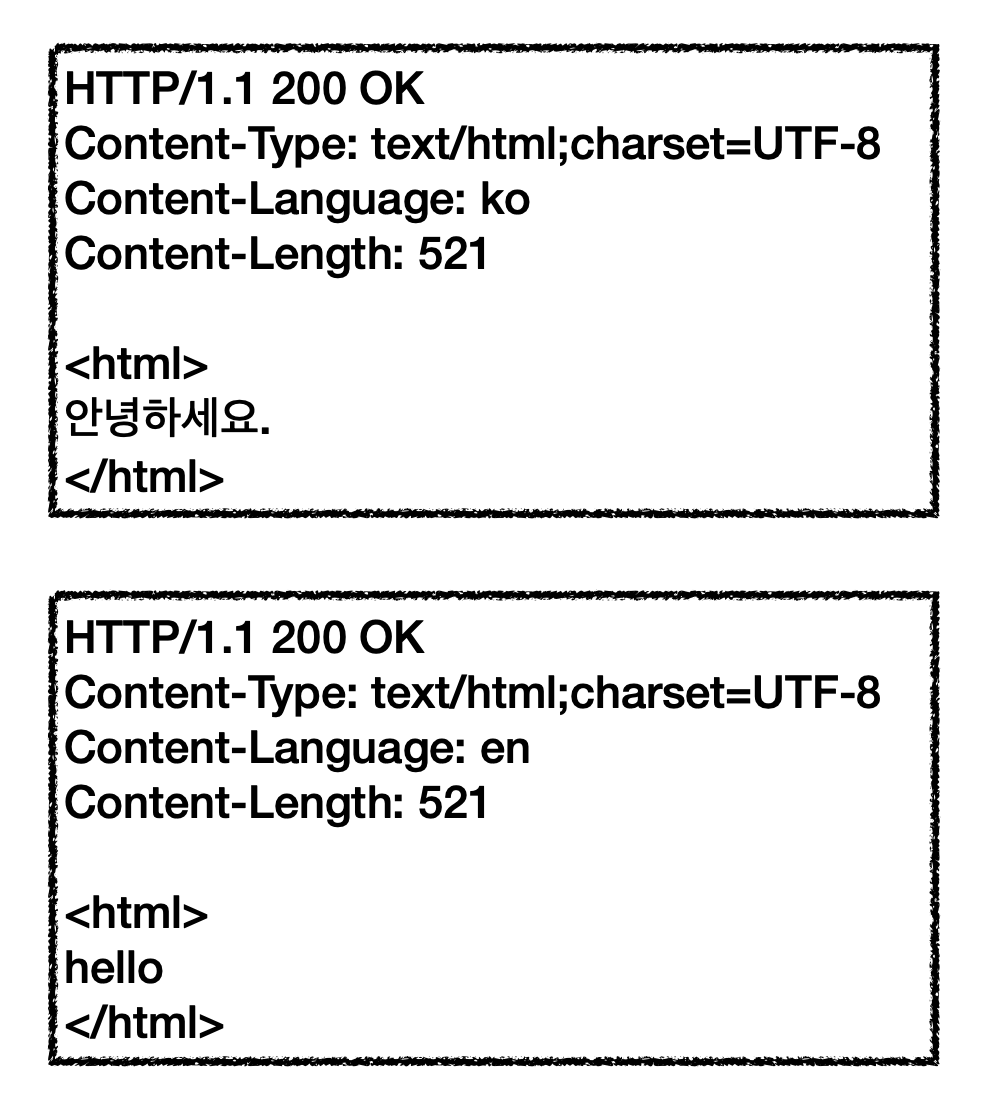 HTTP/1.1 200 OK
Content-Type: text/html;charset=UTF-8
Content-Language: ko
Content-Length: 521
<html>
안녕하세요.
</html>
HTTP/1.1 200 OK
Content-Type: text/html;charset=UTF-8
Content-Language: en
Content-Length: 521
<html>
hello
</html>